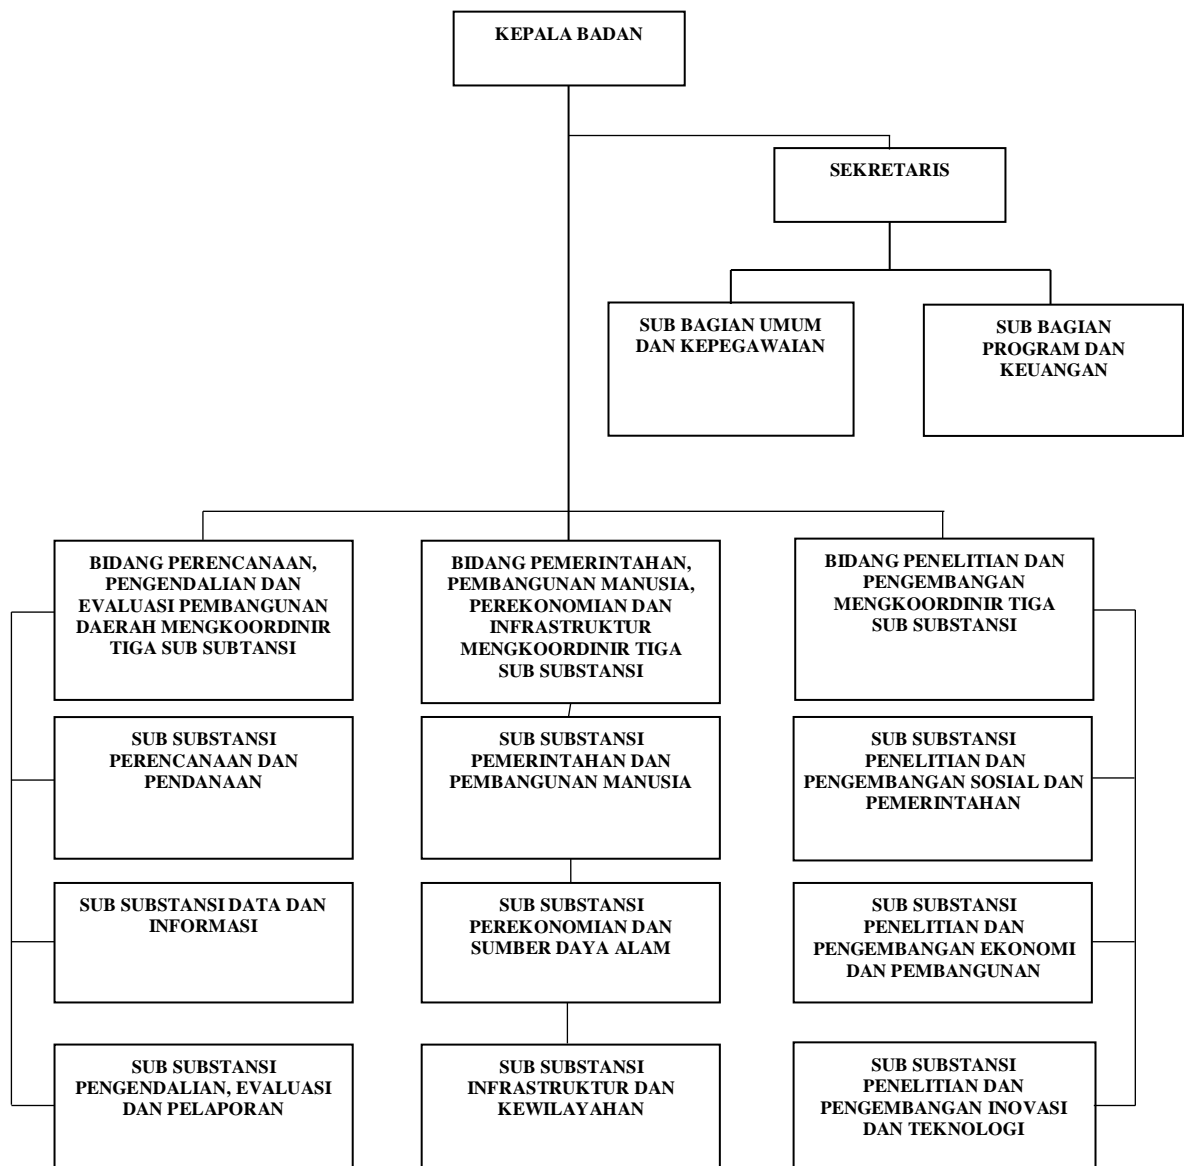 KEPALA BADAN
SEKRETARIS
SUB BAGIAN UMUM
DAN KEPEGAWAIAN
SUB BAGIAN
PROGRAM DAN
KEUANGAN
BIDANG PERENCANAAN,
PENGENDALIAN DAN
EVALUASI PEMBANGUNAN
DAERAH MENGKOORDINIR
TIGA SUB SUBTANSI
BIDANG PEMERINTAHAN,
PEMBANGUNAN MANUSIA,
PEREKONOMIAN DAN
INFRASTRUKTUR
MENGKOORDINIR TIGA
SUB SUBSTANSI
BIDANG PENELITIAN DAN
PENGEMBANGAN
MENGKOORDINIR TIGA
SUB SUBSTANSI
SUB SUBSTANSI
PERENCANAAN DAN
PENDANAAN
SUB SUBSTANSI
PEMERINTAHAN DAN
PEMBANGUNAN MANUSIA
SUB SUBSTANSI
PENELITIAN DAN
PENGEMBANGAN SOSIAL DAN
PEMERINTAHAN
SUB SUBSTANSI DATA DAN
INFORMASI
SUB SUBSTANSI
PEREKONOMIAN DAN
SUMBER DAYA ALAM
SUB SUBSTANSI
PENELITIAN DAN
PENGEMBANGAN EKONOMI
DAN PEMBANGUNAN
SUB SUBSTANSI
PENGENDALIAN, EVALUASI
DAN PELAPORAN
SUB SUBSTANSI
INFRASTRUKTUR DAN
KEWILAYAHAN
SUB SUBSTANSI
PENELITIAN DAN
PENGEMBANGAN INOVASI
DAN TEKNOLOGI